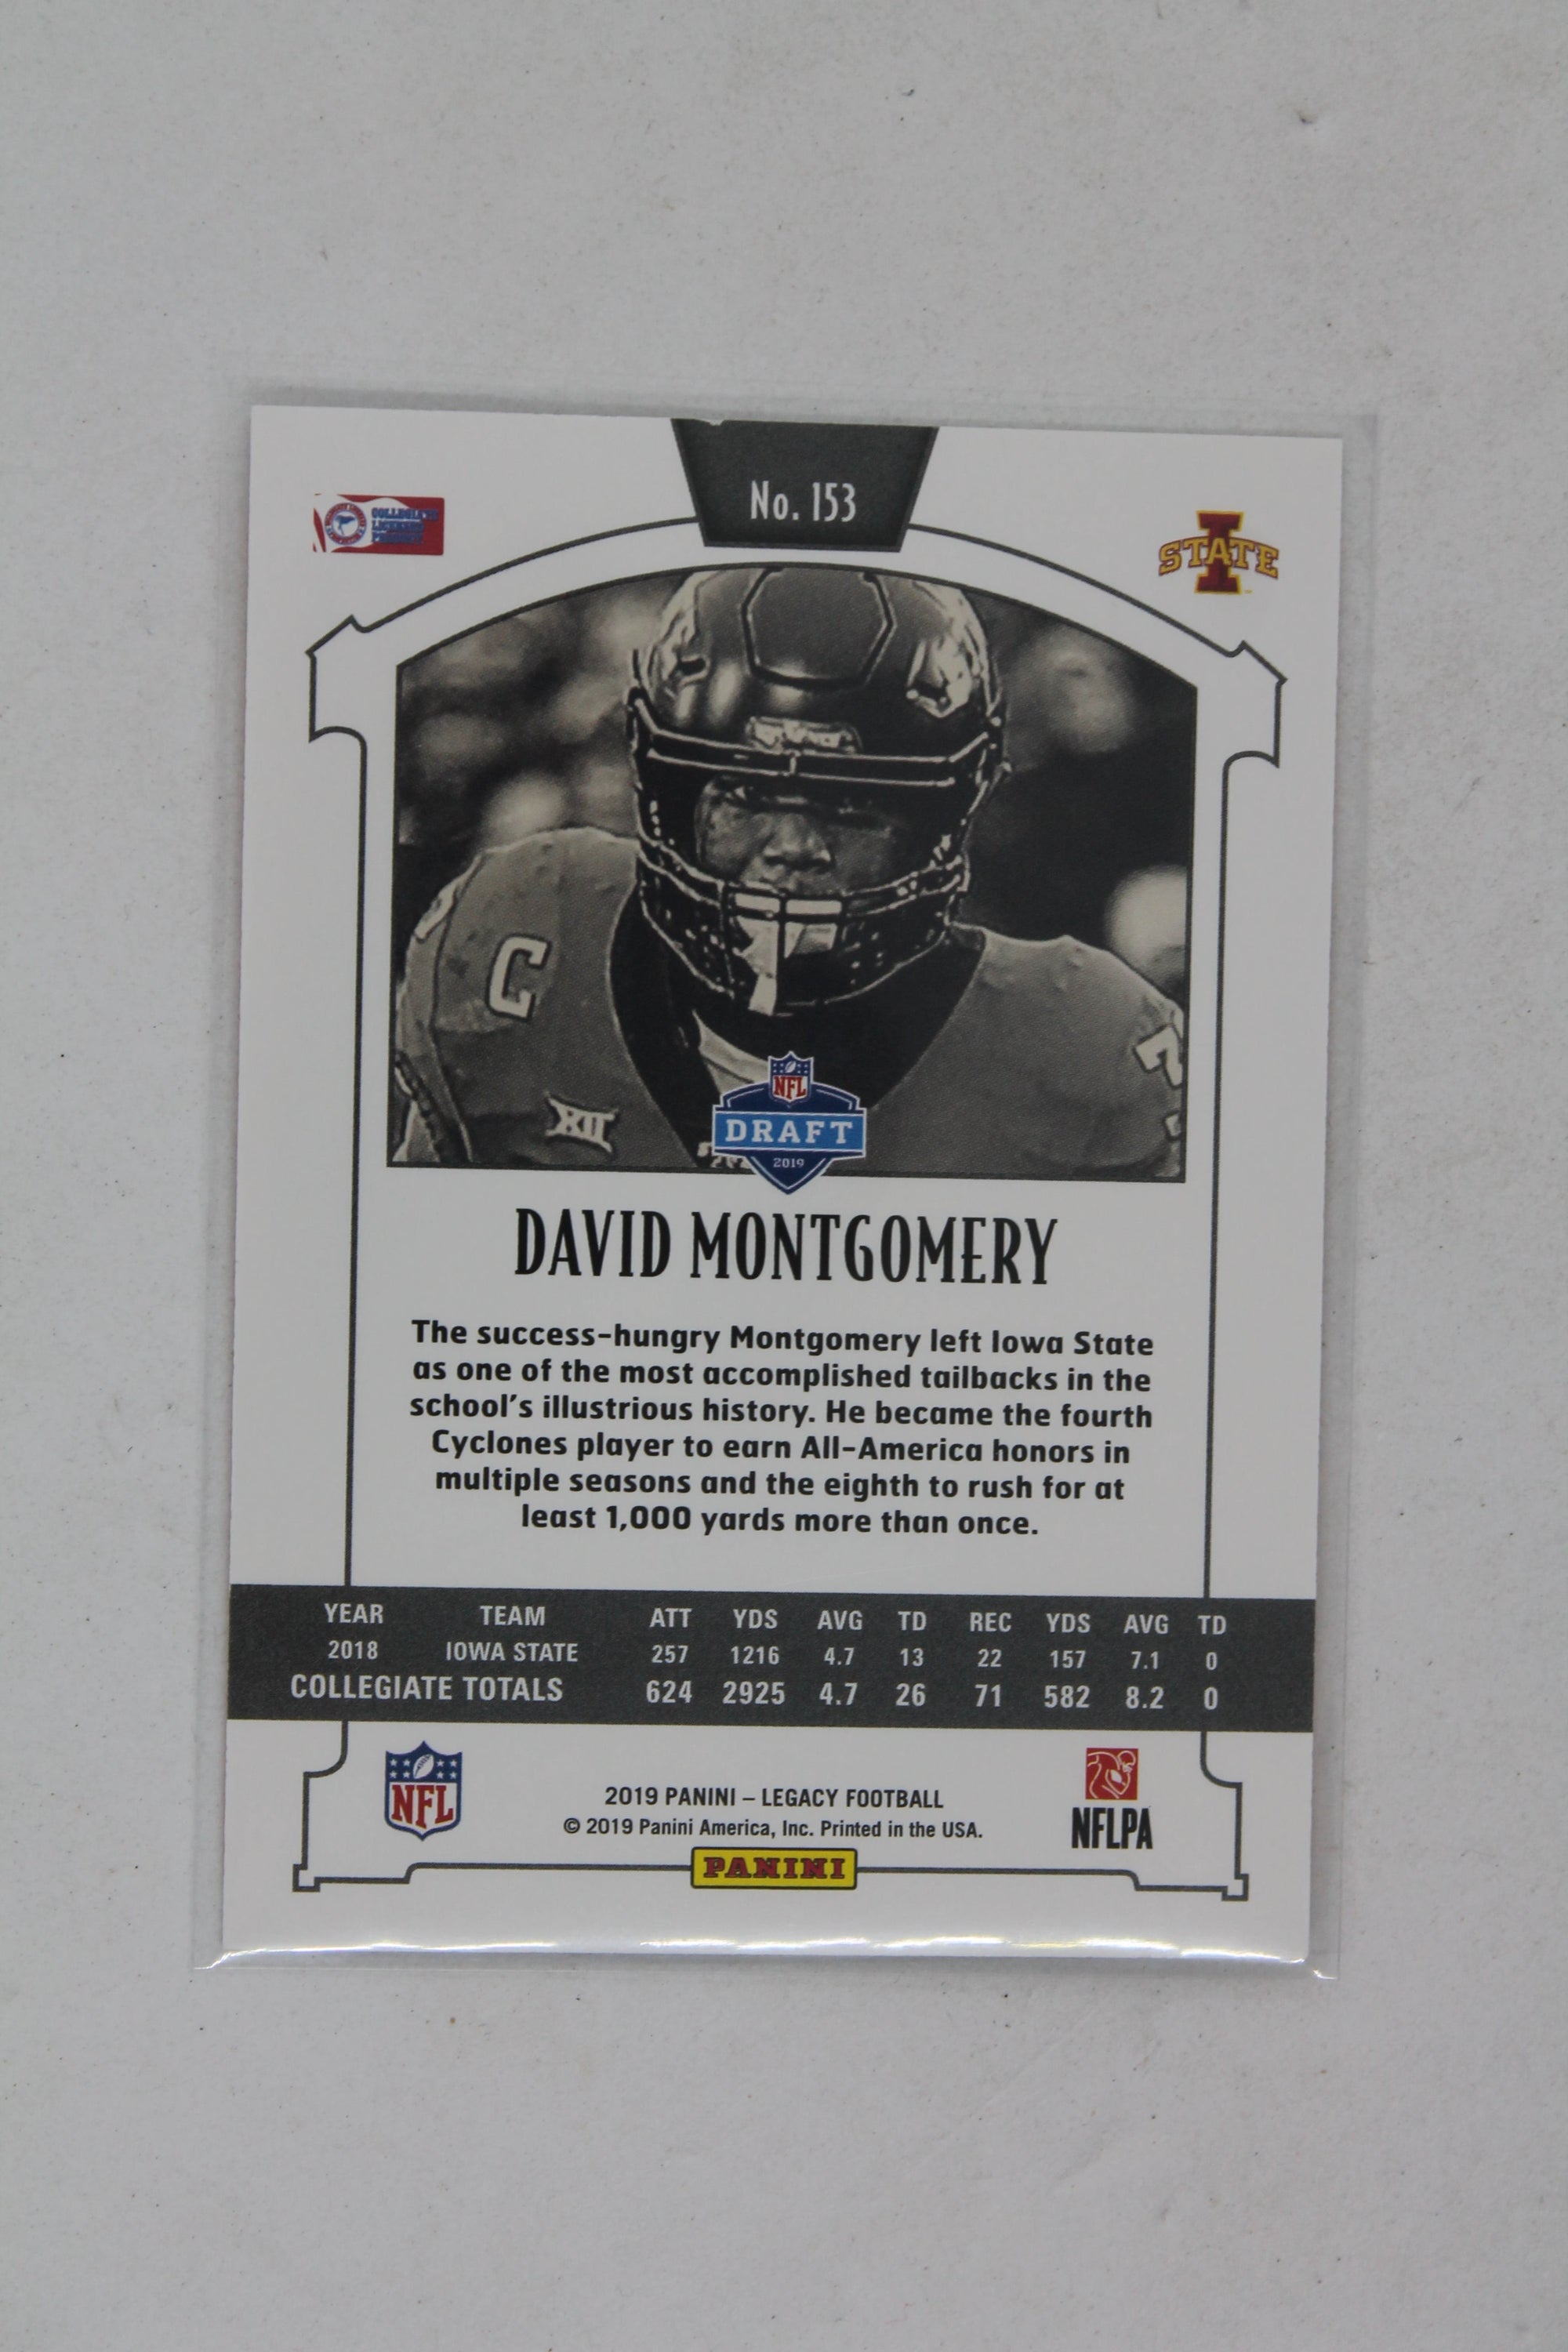 No. 153
COLLEGIATE
LICENSED
PRODUCT
STATE
I
C
XII
NFL
DRAFT
2019
DAVID MONTGOMERY
The success-hungry Montgomery left Iowa State
as one of the most accomplished tailbacks in the
school's illustrious history. He became the fourth
Cyclones player to earn All-America honors in
multiple seasons and the eighth to rush for at
least 1,000 yards more than once.
YEAR TEAM ATT YDS AVG TD REC YDS AVG TD
2018 IOWA STATE 257 1216 4.7 13 22 157 7.1 0
COLLEGIATE TOTALS 624 2925 4.7 26 71 582 8.2 0
NFL
2019 PANINI – LEGACY FOOTBALL
© 2019 Panini America, Inc. Printed in the USA.
NFLPA
PANINI